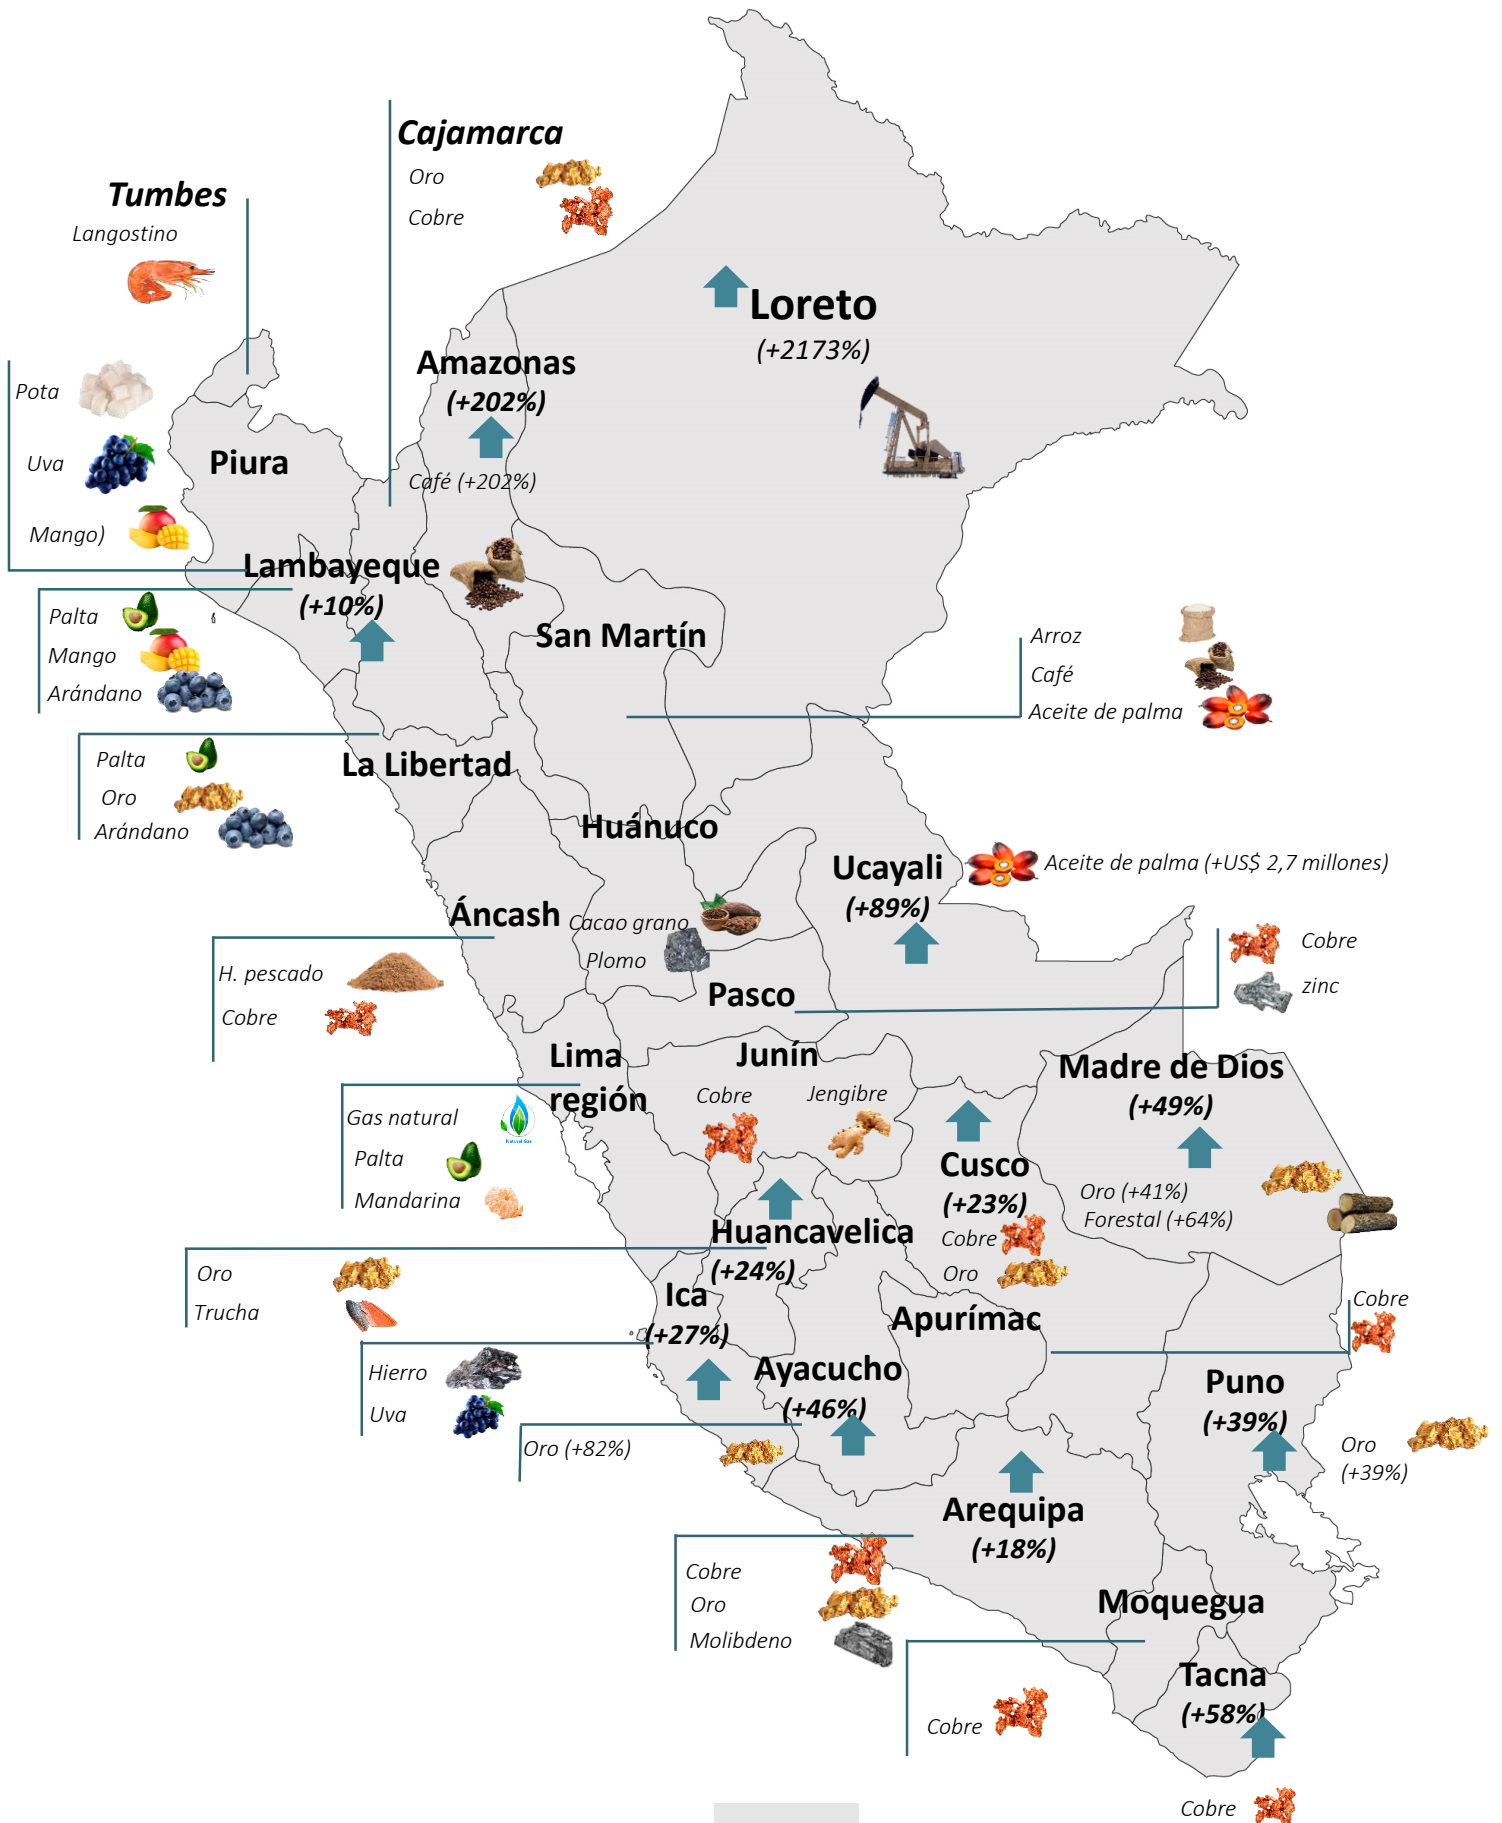 Cajamarca
Oro
Cobre
Tumbes
Langostino
Loreto
(+2173%)
Amazonas
(+202%)
Café (+202%)
Pota
Uva
Mango)
Piura
Lambayeque
(+10%)
Palta
Mango
Arándano
San Martín
Arroz
Café
Aceite de palma
La Libertad
Palta
Oro
Arándano
Huánuco
Cacao grano
Plomo
Ucayali
(+89%)
Aceite de palma (+US$ 2,7 millones)
Áncash
H. pescado
Cobre
Pasco
Cobre
zinc
Lima
región
Gas natural
Natural Gas
Palta
Mandarina
Junín
Cobre
Jengibre
Madre de Dios
(+49%)
Oro (+41%)
Forestal (+64%)
Cusco
(+23%)
Cobre
Oro
Huancavelica
(+24%)
Oro
Trucha
Ica
(+27%)
Hierro
Uva
Apurímac
Cobre
Ayacucho
(+46%)
Oro (+82%)
Puno
(+39%)
Oro
(+39%)
Arequipa
(+18%)
Cobre
Oro
Molibdeno
Moquegua
Cobre
Tacna
(+58%)
Cobre